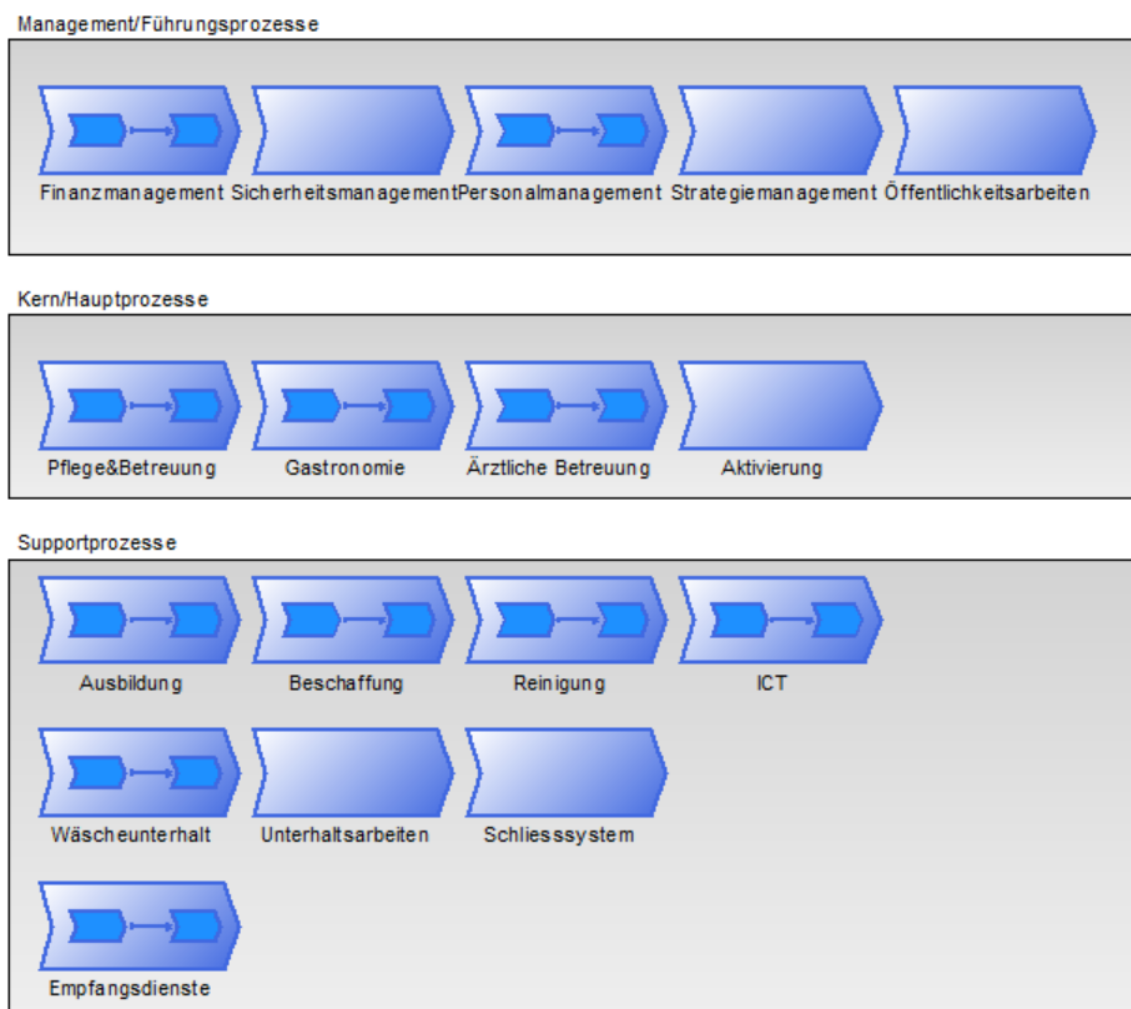 Management/Führungsprozesse
Finanzmanagement Sicherheitsmanagement Personalmanagement Strategiemanagement Öffentlichkeitsarbeiten
Kern/Hauptprozesse
Pflege&Betreuung Gastronomie Ärztliche Betreuung Aktivierung
Supportprozesse
Ausbildung Beschaffung Reinigung ICT
Wäscheunterhalt Unterhaltsarbeiten Schliesssystem
Empfangsdienste